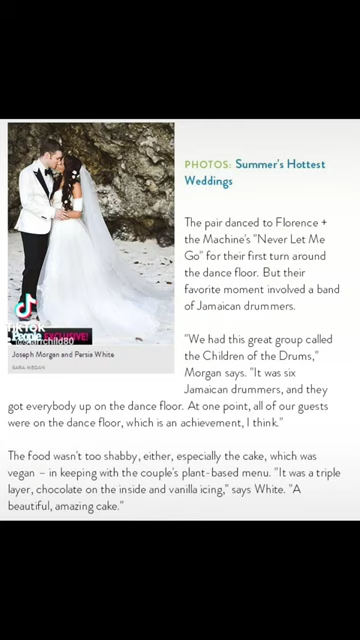 PHOTOS: Summer's Hottest
Weddings
The pair danced to Florence +
the Machine's "Never Let Me
Go" for their first turn around
the dance floor. But their
favorite moment involved a band
of Jamaican drummers.
TikTok
People EXCLUSIVE!
Joseph Morgan and Persia White
"We had this great group called
the Children of the Drums,"
Morgan says. "It was six
Jamaican drummers, and they
got everybody up on the dance floor. At one point, all of our guests
were on the dance floor, which is an achievement, I think."
The food wasn't too shabby, either, especially the cake, which was
vegan – in keeping with the couple's plant-based menu. "It was a triple
layer, chocolate on the inside and vanilla icing," says White. "A
beautiful, amazing cake."